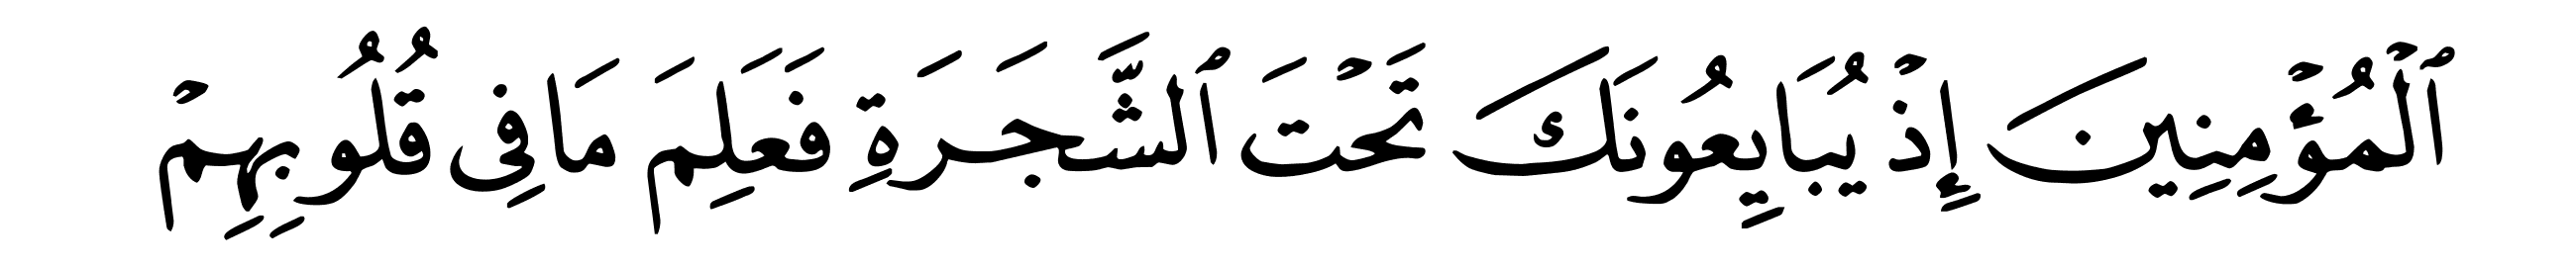 ٱلْمُؤْمِنِينَ إِذْ يُبَايِعُونَكَ تَحْتَ ٱلشَّجَرَةِ فَعَلِمَ مَا فِي قُلُوبِهِمْ